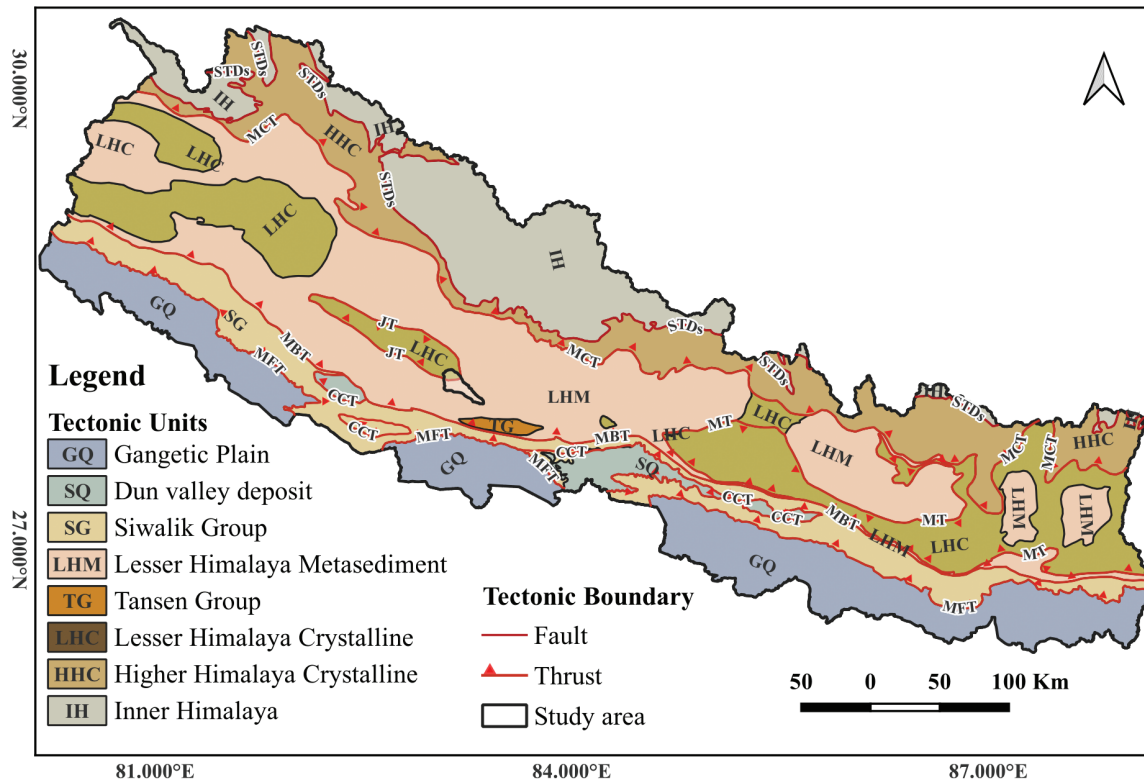 30.000°N
27.000°N
STDs
STDs
STDs
IH
IH
MCT
HHC
LHC
LHC
STDs
LHC
IH
GQ
SG
JT
MBT
JT
LHC
STDs
MFT
MCT
STDs
CCT
LHM
IH
STDs
CCT
TG
LHC
MT
MFT
MBT
LHC
HHC
IH
CCT
LHM
MCT
MCT
GQ
MFT
SQ
CCT
LHM
LHM
CCT
MBT
MT
LHM
LHC
MT
GQ
MFT
Legend
Tectonic Units
GQ Gangetic Plain
SQ Dun valley deposit
SG Siwalik Group
LHM Lesser Himalaya Metasediment
TG Tansen Group
LHC Lesser Himalaya Crystalline
HHC Higher Himalaya Crystalline
IH Inner Himalaya
Tectonic Boundary
Fault
Thrust
Study area
50 0 50 100 Km
81.000°E 84.000°E 87.000°E